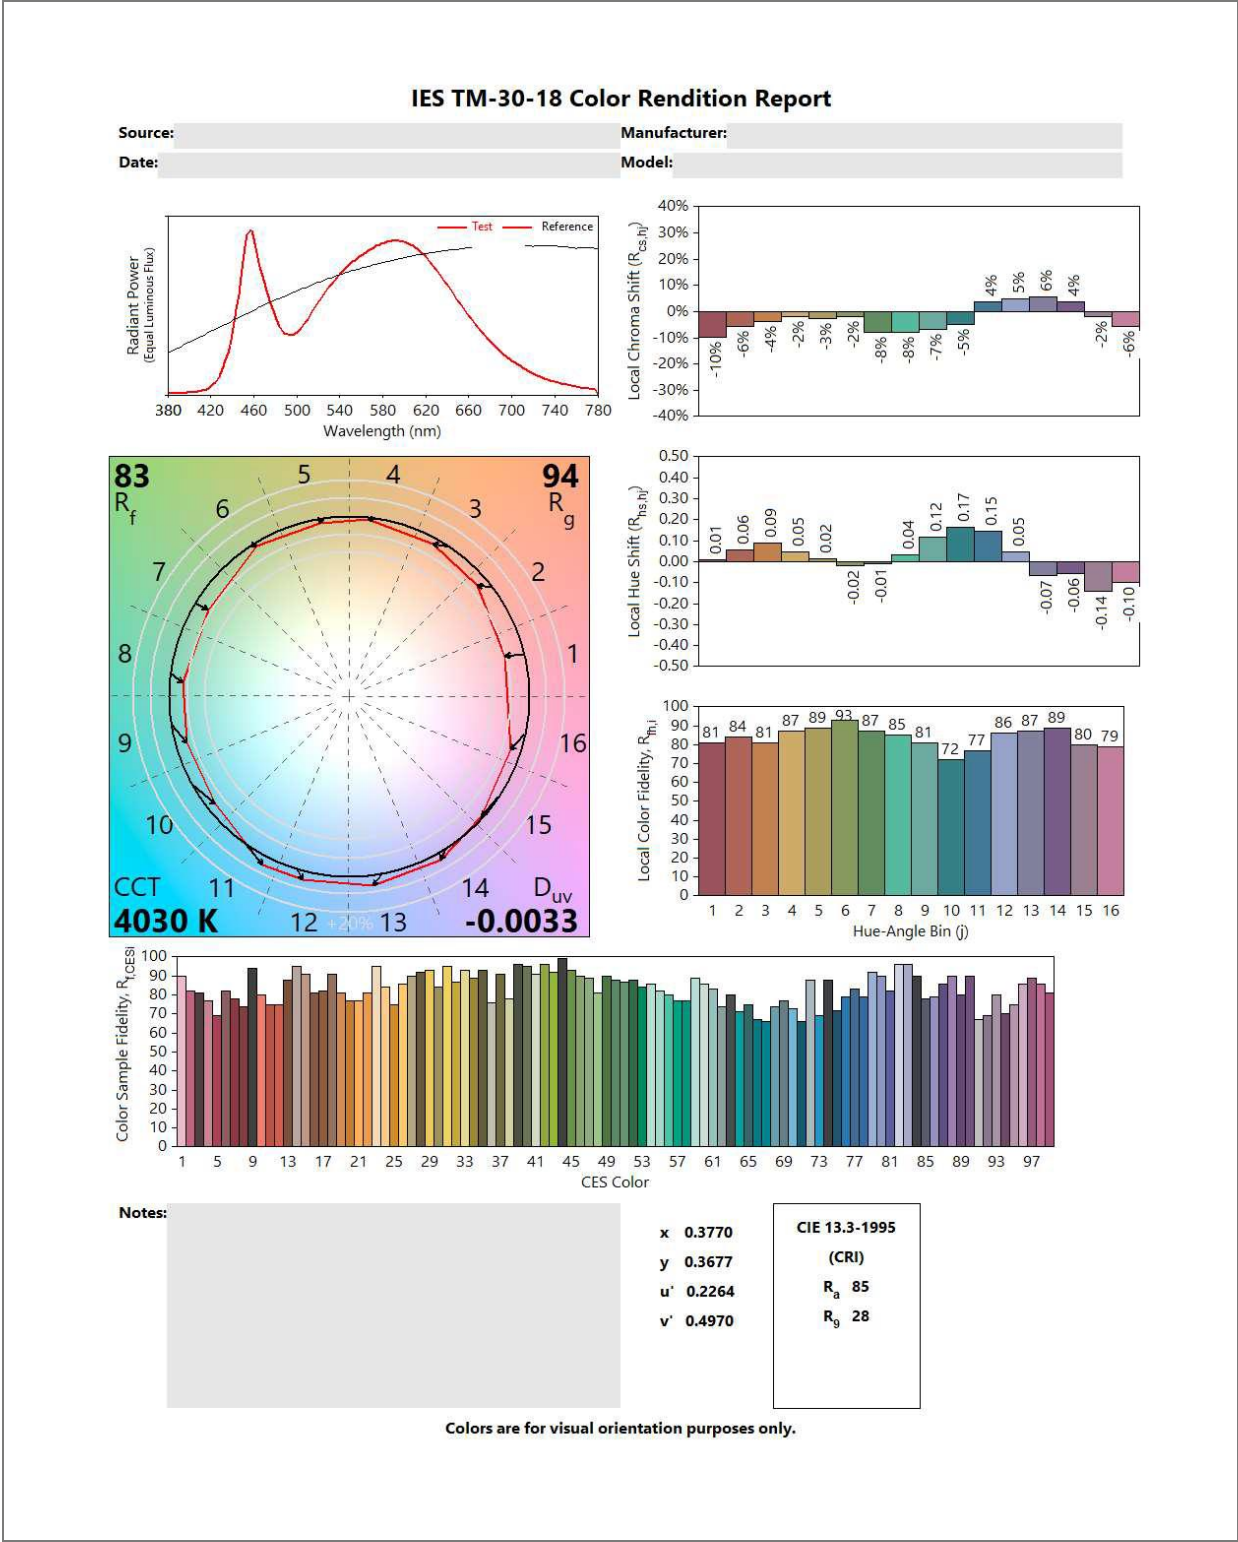 IES TM-30-18 Color Rendition Report
Source: Manufacturer:
Date: Model:
Radiant Power
(Equal Luminous Flux)
Test Reference
380 420 460 500 540 580 620 660 700 740 780
Wavelength (nm)
Local Chroma Shift (Rcs,hj)
40%
30%
20%
10%
0%
-10%
-20%
-30%
-40%
-10% -6% -4% -2% -3% -2% -8% -8% -7% -5% 4% 5% 6% 4% -2% -6%
83
Rf
94
Rg
1
2
3
4
5
6
7
8
9
10
11
12
13
14
15
16
+20%
CCT
4030 K
Duv
-0.0033
Local Hue Shift (Rhs,hj)
0.50
0.40
0.30
0.20
0.10
0.00
-0.10
-0.20
-0.30
-0.40
-0.50
0.01 0.06 0.09 0.05 0.02 -0.02 -0.01 0.04 0.12 0.17 0.15 0.05 -0.07 -0.06 -0.14 -0.10
Local Color Fidelity, Rfh,i
100
90
80
70
60
50
40
30
20
10
0
81 84 81 87 89 93 87 85 81 72 77 86 87 89 80 79
1 2 3 4 5 6 7 8 9 10 11 12 13 14 15 16
Hue-Angle Bin (j)
Color Sample Fidelity, Rf,CESi
100
90
80
70
60
50
40
30
20
10
0
1 5 9 13 17 21 25 29 33 37 41 45 49 53 57 61 65 69 73 77 81 85 89 93 97
CES Color
Notes:
x 0.3770
y 0.3677
u' 0.2264
v' 0.4970
CIE 13.3-1995
(CRI)
Ra 85
R9 28
Colors are for visual orientation purposes only.